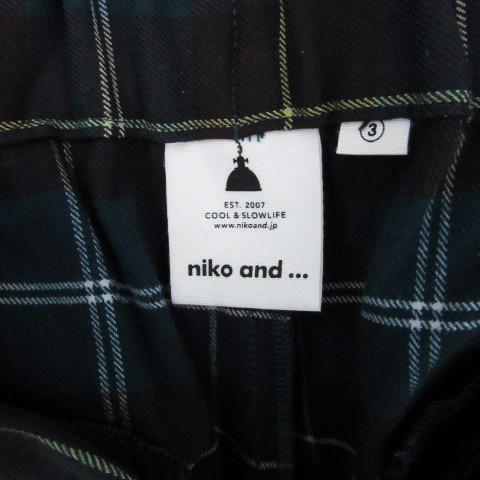 EST. 2007
COOL & SLOWLIFE
www.nikoand.jp
niko and ...
3